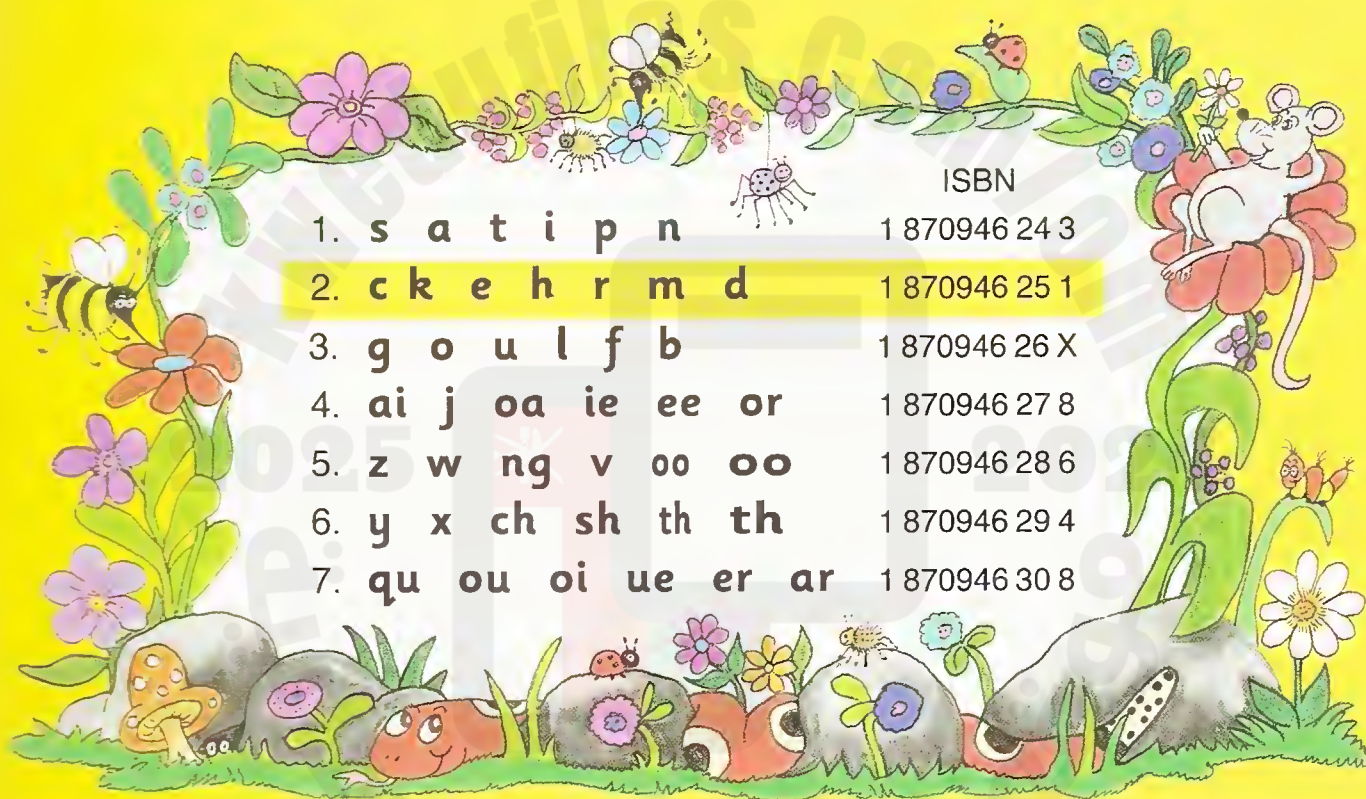 ISBN
1. s a t i p n 1 870946 24 3
2. c k e h r m d 1 870946 25 1
3. g o u l f b 1 870946 26 X
4. ai j oa ie ee or 1 870946 27 8
5. z w ng v oo oo 1 870946 28 6
6. y x ch sh th th 1 870946 29 4
7. qu ou oi ue er ar 1 870946 30 8
2025